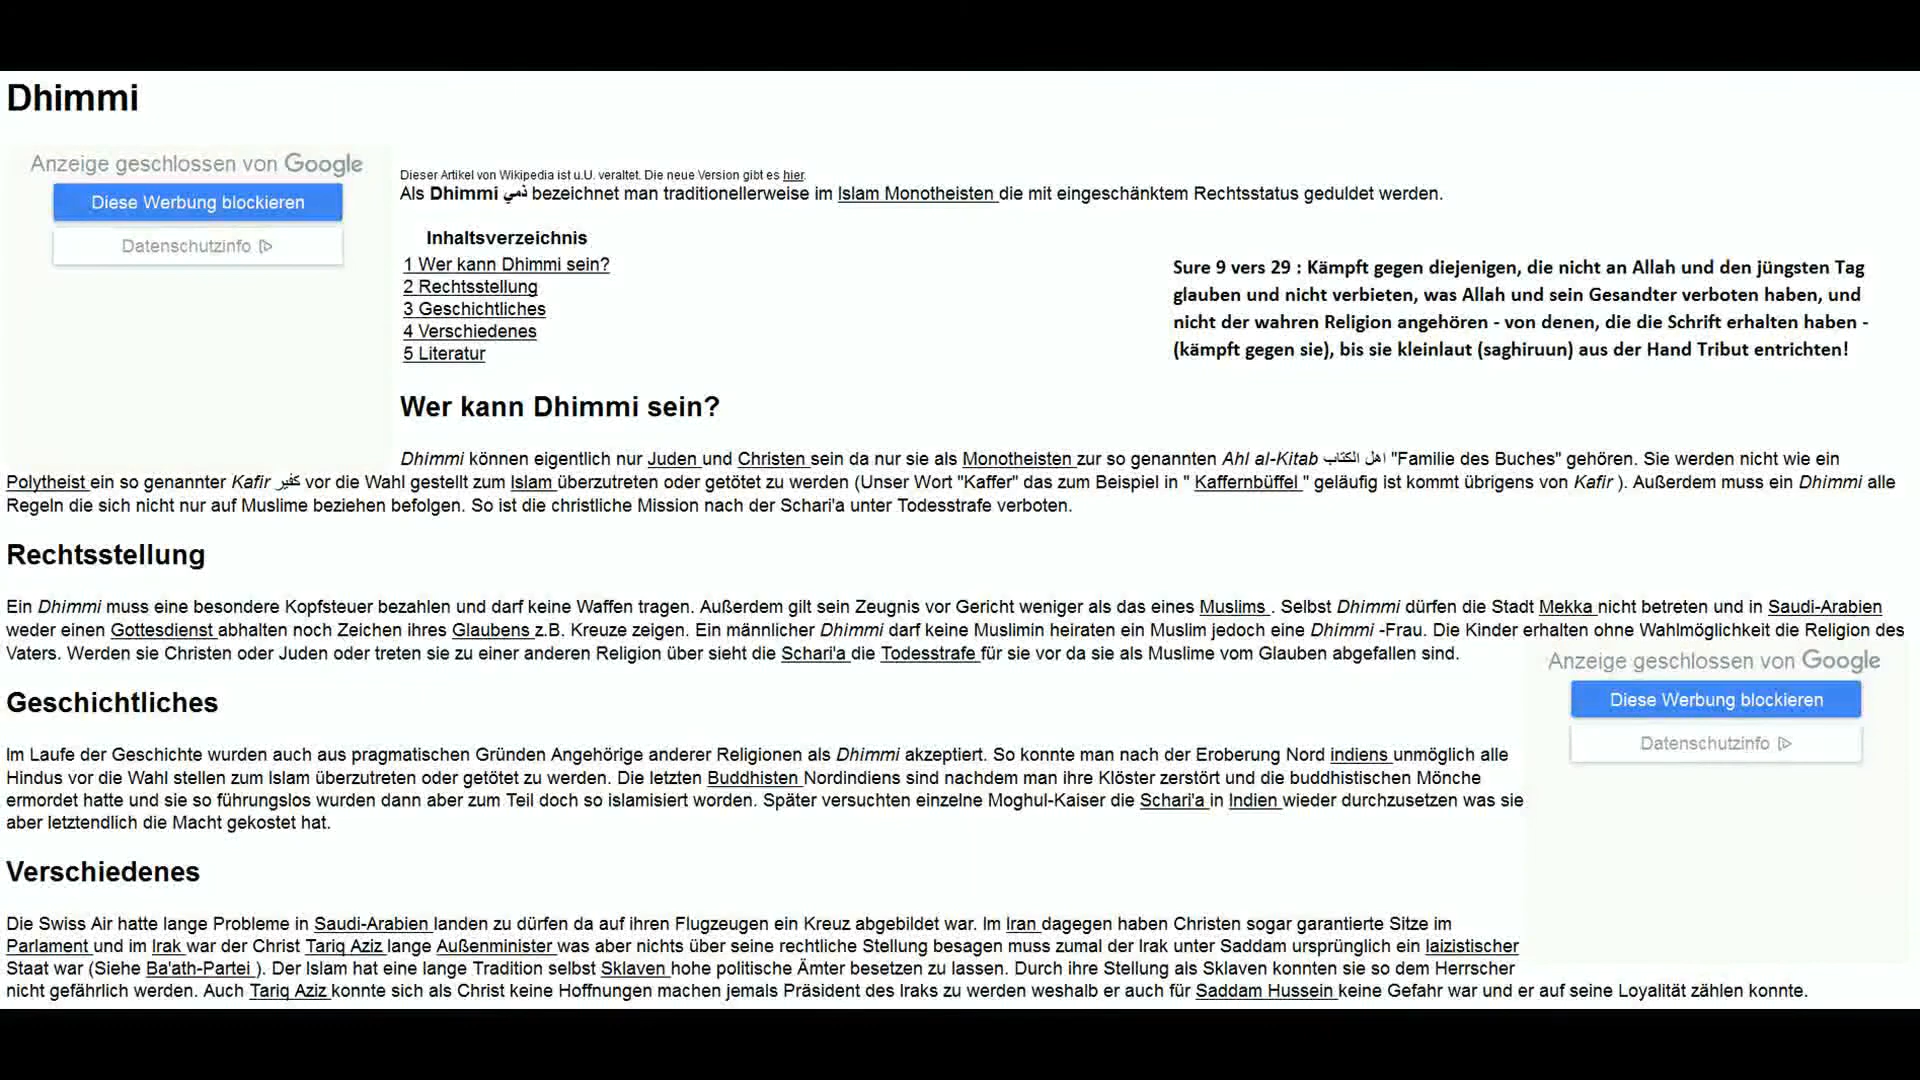 Dhimmi
Anzeige geschlossen von Google
Diese Werbung blockieren
Datenschutzinfo
Dieser Artikel von Wikipedia ist u.U. veraltet. Die neue Version gibt es hier.
Als Dhimmi ذمي bezeichnet man traditionellerweise im Islam Monotheisten die mit eingeschänktem Rechtsstatus geduldet werden.
Inhaltsverzeichnis
1 Wer kann Dhimmi sein?
2 Rechtsstellung
3 Geschichtliches
4 Verschiedenes
5 Literatur
Sure 9 vers 29 : Kämpft gegen diejenigen, die nicht an Allah und den jüngsten Tag
glauben und nicht verbieten, was Allah und sein Gesandter verboten haben, und
nicht der wahren Religion angehören - von denen, die die Schrift erhalten haben -
(kämpft gegen sie), bis sie kleinlaut (saghiruun) aus der Hand Tribut entrichten!
Wer kann Dhimmi sein?
Dhimmi können eigentlich nur Juden und Christen sein da nur sie als Monotheisten zur so genannten Ahl al-Kitab اهل الكتاب "Familie des Buches" gehören. Sie werden nicht wie ein
Polytheist ein so genannter Kafir كفير vor die Wahl gestellt zum Islam überzutreten oder getötet zu werden (Unser Wort "Kaffer" das zum Beispiel in " Kaffernbüffel " geläufig ist kommt übrigens von Kafir ). Außerdem muss ein Dhimmi alle
Regeln die sich nicht nur auf Muslime beziehen befolgen. So ist die christliche Mission nach der Schari'a unter Todesstrafe verboten.
Rechtsstellung
Ein Dhimmi muss eine besondere Kopfsteuer bezahlen und darf keine Waffen tragen. Außerdem gilt sein Zeugnis vor Gericht weniger als das eines Muslims . Selbst Dhimmi dürfen die Stadt Mekka nicht betreten und in Saudi-Arabien
weder einen Gottesdienst abhalten noch Zeichen ihres Glaubens z.B. Kreuze zeigen. Ein männlicher Dhimmi darf keine Muslimin heiraten ein Muslim jedoch eine Dhimmi -Frau. Die Kinder erhalten ohne Wahlmöglichkeit die Religion des
Vaters. Werden sie Christen oder Juden oder treten sie zu einer anderen Religion über sieht die Schari'a die Todesstrafe für sie vor da sie als Muslime vom Glauben abgefallen sind.
Anzeige geschlossen von Google
Diese Werbung blockieren
Datenschutzinfo
Geschichtliches
Im Laufe der Geschichte wurden auch aus pragmatischen Gründen Angehörige anderer Religionen als Dhimmi akzeptiert. So konnte man nach der Eroberung Nord indiens unmöglich alle
Hindus vor die Wahl stellen zum Islam überzutreten oder getötet zu werden. Die letzten Buddhisten Nordindiens sind nachdem man ihre Klöster zerstört und die buddhistischen Mönche
ermordet hatte und sie so führungslos wurden dann aber zum Teil doch so islamisiert worden. Später versuchten einzelne Moghul-Kaiser die Schari'a in Indien wieder durchzusetzen was sie
aber letztendlich die Macht gekostet hat.
Verschiedenes
Die Swiss Air hatte lange Probleme in Saudi-Arabien landen zu dürfen da auf ihren Flugzeugen ein Kreuz abgebildet war. Im Iran dagegen haben Christen sogar garantierte Sitze im
Parlament und im Irak war der Christ Tariq Aziz lange Außenminister was aber nichts über seine rechtliche Stellung besagen muss zumal der Irak unter Saddam ursprünglich ein laizistischer
Staat war (Siehe Ba'ath-Partei ). Der Islam hat eine lange Tradition selbst Sklaven hohe politische Ämter besetzen zu lassen. Durch ihre Stellung als Sklaven konnten sie so dem Herrscher
nicht gefährlich werden. Auch Tariq Aziz konnte sich als Christ keine Hoffnungen machen jemals Präsident des Iraks zu werden weshalb er auch für Saddam Hussein keine Gefahr war und er auf seine Loyalität zählen konnte.